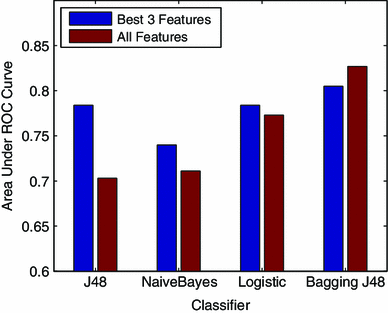 Best 3 Features
All Features
Area Under ROC Curve
0.85
0.8
0.75
0.7
0.65
0.6
J48
NaiveBayes
Logistic
Bagging J48
Classifier